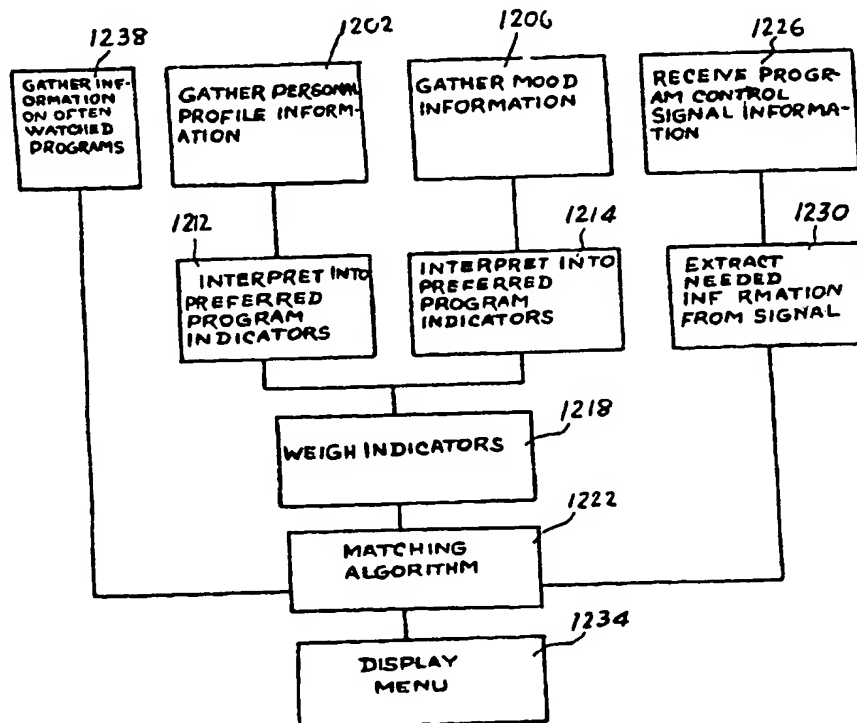 1238
GATHER INF-
ORMATION
ON OFTEN
WATCHED
PROGRAMS
1202
GATHER PERSONAL
PROFILE INFORM-
ATION
1206
GATHER MOOD
INFORMATION
1226
RECEIVE PROGR-
AM CONTROL
SIGNAL INFORMA-
TION
1212
INTERPRET INTO
PREFERRED
PROGRAM
INDICATORS
1214
INTERPRET INTO
PREFERRED
PROGRAM
INDICATORS
1230
EXTRACT
NEEDED
INF RMATION
FROM SIGNAL
1218
WEIGH INDICATORS
1222
MATCHING
ALGORITHM
1234
DISPLAY
MENU